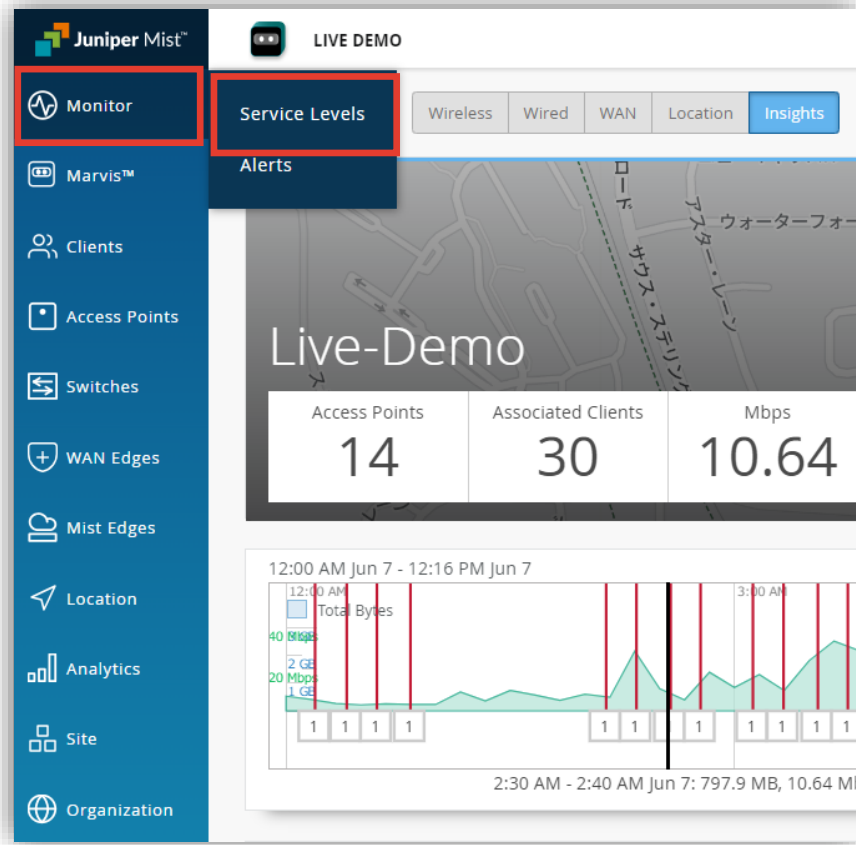 Juniper Mist™
LIVE DEMO
Monitor
Service Levels
Wireless
Wired
WAN
Location
Insights
Alerts
Marvis™
ロード
アスター・レーン
ウォーターフォー
Clients
サウス・ステリング
Access Points
Live-Demo
Switches
Access Points
Associated Clients
Mbps
14
30
10.64
WAN Edges
Mist Edges
12:00 AM Jun 7 - 12:16 PM Jun 7
12:00 AM
3:00 AM
Total Bytes
Location
40 Mbps
2 GB
20 Mbps
1 GB
Analytics
1 1 1 1 1 1 1 1 1 1 1
Site
2:30 AM - 2:40 AM Jun 7: 797.9 MB, 10.64 Mb
Organization